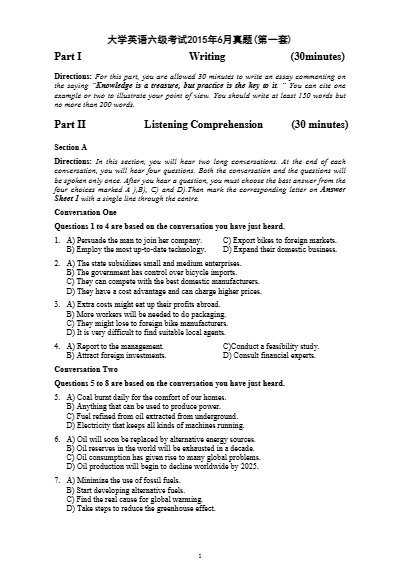 大学英语六级考试2015年6月真题(第一套)
Part I Writing (30minutes)
Directions: For this part, you are allowed 30 minutes to write an essay commenting on
the saying "Knowledge is a treasure, but practice is the key to it." You can cite one
example or two to illustrate your point of view. You should write at least 150 words but
no more than 200 words.
Part II Listening Comprehension (30 minutes)
Section A
Directions: In this section, you will hear two long conversations. At the end of each
conversation, you will hear four questions. Both the conversation and the questions will
be spoken only once. After you hear a question, you must choose the best answer from the
four choices marked A ),B), C) and D).Then mark the corresponding letter on Answer
Sheet 1 with a single line through the centre.
Conversation One
Questions 1 to 4 are based on the conversation you have just heard.
1. A) Persuade the man to join her company. C) Export bikes to foreign markets.
B) Employ the most up-to-date technology. D) Expand their domestic business.
2. A) The state subsidizes small and medium enterprises.
B) The government has control over bicycle imports.
C) They can compete with the best domestic manufacturers.
D) They have a cost advantage and can charge higher prices.
3. A) Extra costs might eat up their profits abroad.
B) More workers will be needed to do packaging.
C) They might lose to foreign bike manufacturers.
D) It is very difficult to find suitable local agents.
4. A) Report to the management. C)Conduct a feasibility study.
B) Attract foreign investments. D) Consult financial experts.
Conversation Two
Questions 5 to 8 are based on the conversation you have just heard.
5. A) Coal burnt daily for the comfort of our homes.
B) Anything that can be used to produce power.
C) Fuel refined from oil extracted from underground.
D) Electricity that keeps all kinds of machines running.
6. A) Oil will soon be replaced by alternative energy sources.
B) Oil reserves in the world will be exhausted in a decade.
C) Oil consumption has given rise to many global problems.
D) Oil production will begin to decline worldwide by 2025.
7. A) Minimize the use of fossil fuels.
B) Start developing alternative fuels.
C) Find the real cause for global warming.
D) Take steps to reduce the greenhouse effect.
1